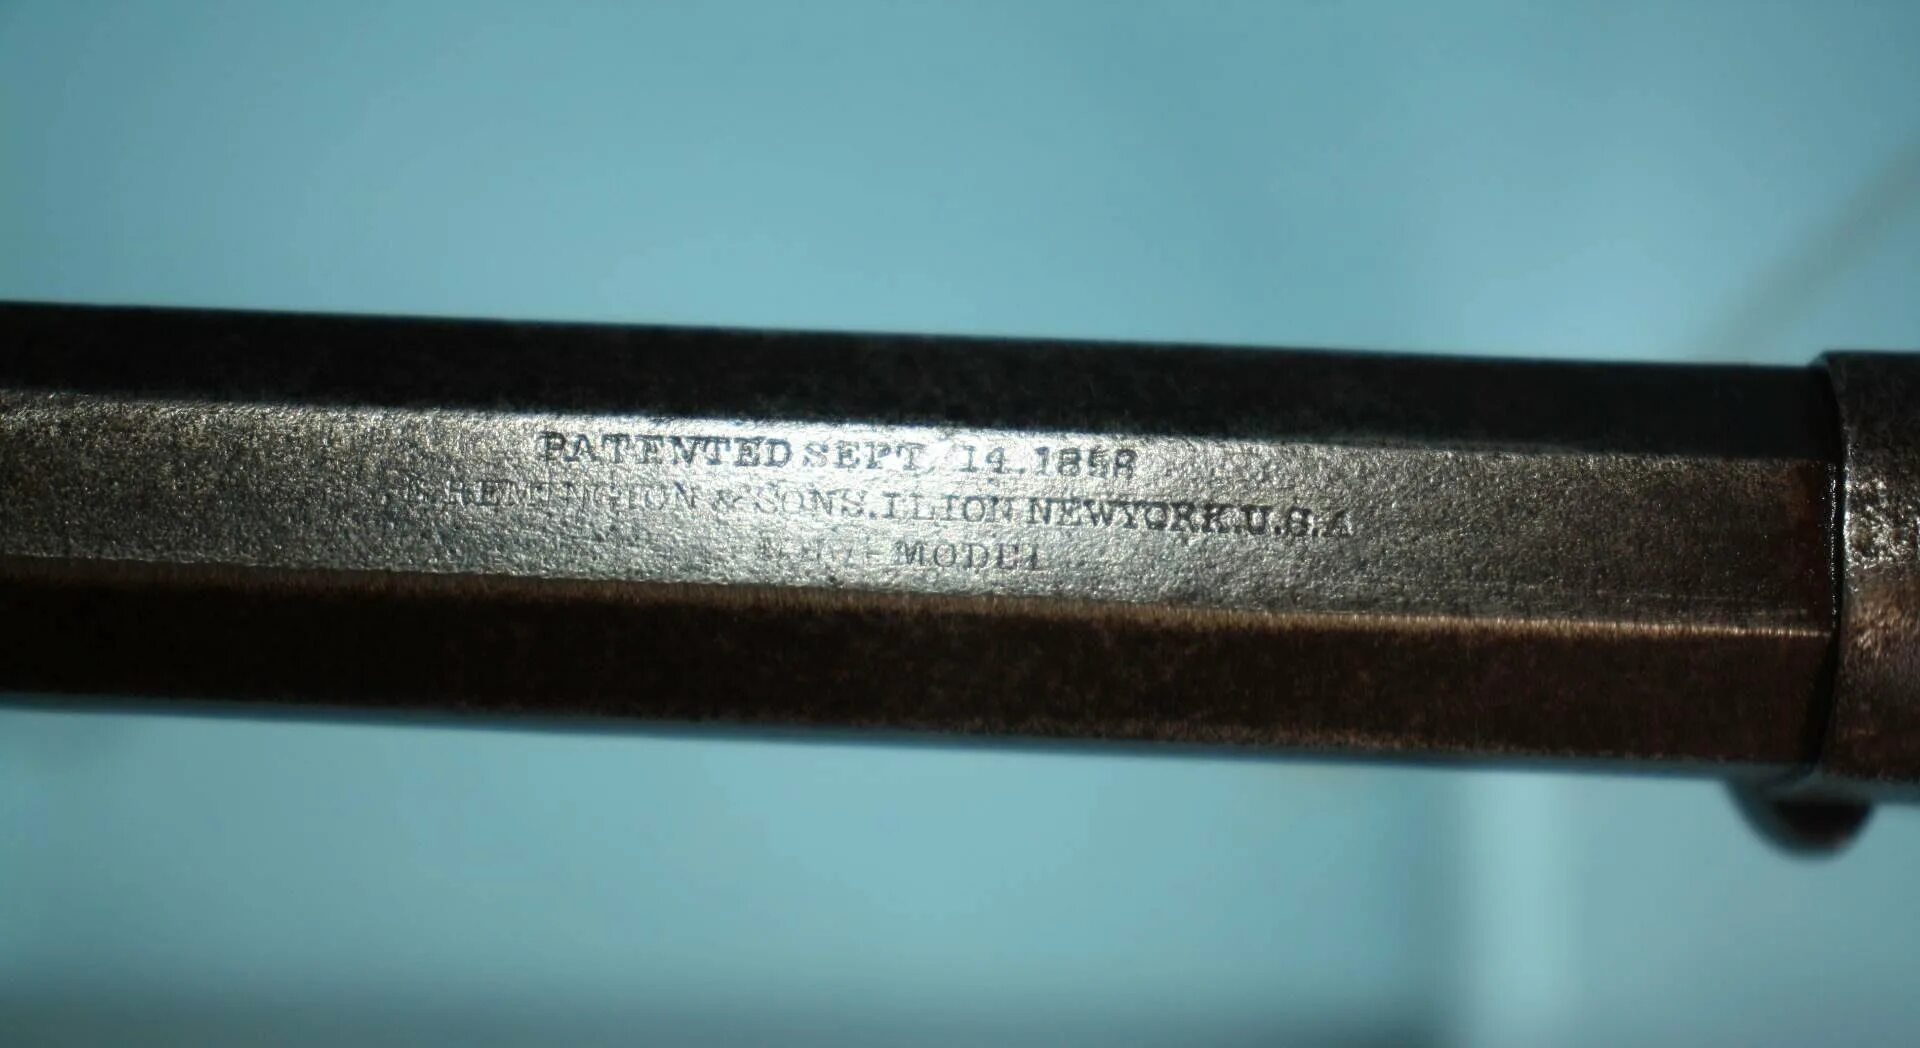 PATENTED SEPT. 14. 1858
E. REMINGTON & SONS. ILION NEW YORK. U.S.A
MODEL